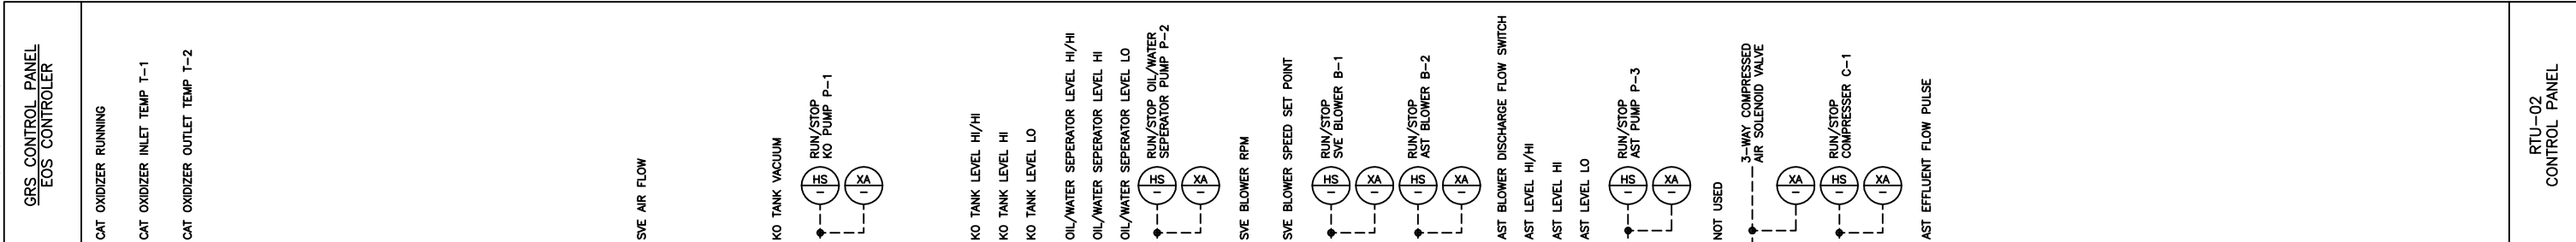 GRS CONTROL PANEL
EOS CONTROLER
CAT OXIDIZER RUNNING
CAT OXIDIZER INLET TEMP T-1
CAT OXIDIZER OUTLET TEMP T-2
SVE AIR FLOW
KO TANK VACUUM
RUN/STOP
KO PUMP P-1
HS
-
XA
-
KO TANK LEVEL HI/HI
KO TANK LEVEL HI
KO TANK LEVEL LO
OIL/WATER SEPERATOR LEVEL HI/HI
OIL/WATER SEPERATOR LEVEL HI
OIL/WATER SEPERATOR LEVEL LO
RUN/STOP OIL/WATER
SEPERATOR PUMP P-2
HS
-
XA
-
SVE BLOWER RPM
SVE BLOWER SPEED SET POINT
RUN/STOP
SVE BLOWER B-1
HS
-
XA
-
RUN/STOP
AST BLOWER B-2
HS
-
XA
-
AST BLOWER DISCHARGE FLOW SWITCH
AST LEVEL HI/HI
AST LEVEL HI
AST LEVEL LO
RUN/STOP
AST PUMP P-3
HS
-
XA
-
NOT USED
3-WAY COMPRESSED
AIR SOLENOID VALVE
XA
-
RUN/STOP
COMPRESSER C-1
HS
-
XA
-
AST EFFLUENT FLOW PULSE
RTU-02
CONTROL PANEL